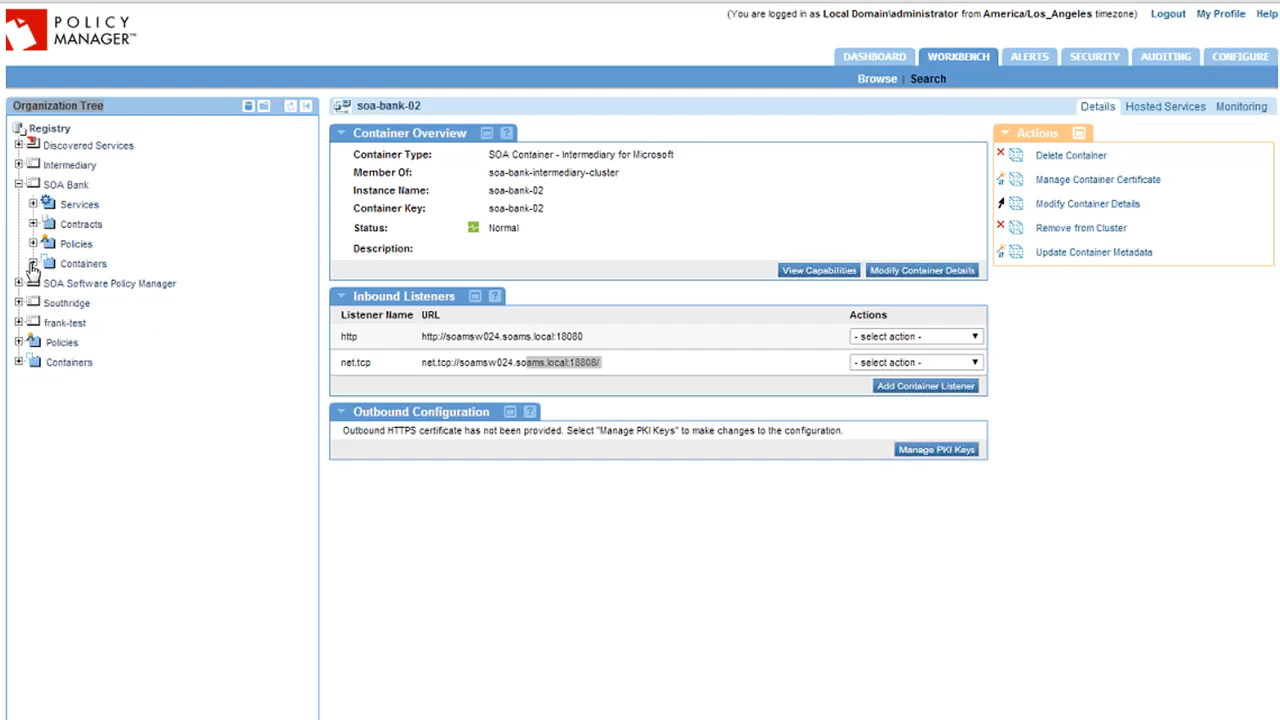 POLICY
MANAGER™
(You are logged in as Local Domain\administrator from America/Los_Angeles timezone) Logout My Profile Help
DASHBOARD WORKBENCH ALERTS SECURITY AUDITING CONFIGURE
Browse | Search
Organization Tree
Registry
Discovered Services
Intermediary
SOA Bank
Services
Contracts
Policies
Containers
SOA Software Policy Manager
Southridge
frank-test
Policies
Containers
soa-bank-02
Details Hosted Services Monitoring
Container Overview
Container Type: SOA Container - Intermediary for Microsoft
Member Of: soa-bank-intermediary-cluster
Instance Name: soa-bank-02
Container Key: soa-bank-02
Status: Normal
Description:
View Capabilities Modify Container Details
Inbound Listeners
Listener Name URL Actions
http http://soamsw024.soams.local:18080 - select action -
net.tcp net.tcp://soamsw024.soams.local:18808/ - select action -
Add Container Listener
Outbound Configuration
Outbound HTTPS certificate has not been provided. Select "Manage PKI Keys" to make changes to the configuration.
Manage PKI Keys
Actions
Delete Container
Manage Container Certificate
Modify Container Details
Remove from Cluster
Update Container Metadata